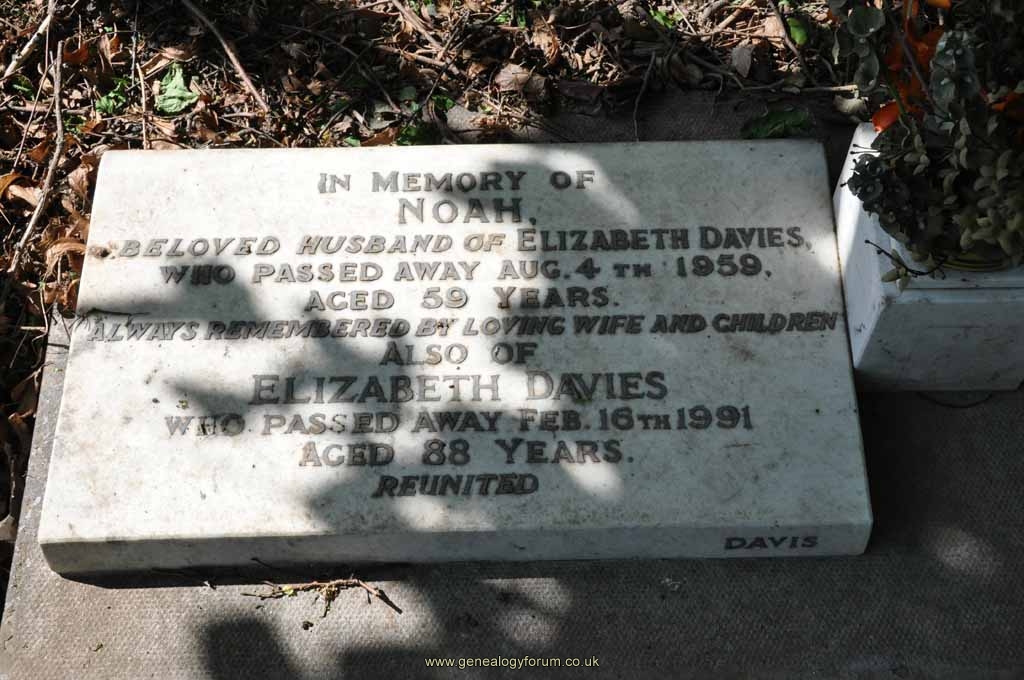 IN MEMORY OF
NOAH,
BELOVED HUSBAND OF ELIZABETH DAVIES,
WHO PASSED AWAY AUG. 4TH 1959,
AGED 59 YEARS.
ALWAYS REMEMBERED BY LOVING WIFE AND CHILDREN
ALSO OF
ELIZABETH DAVIES
WHO PASSED AWAY FEB. 16TH 1991
AGED 88 YEARS.
REUNITED
DAVIS
www.genealogyforum.co.uk